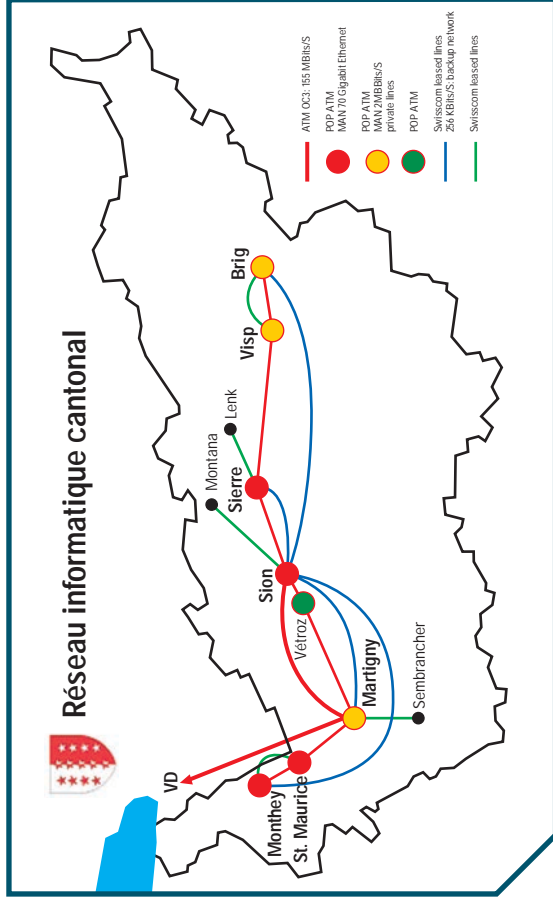 Réseau informatique cantonal
VD
Monthey
St. Maurice
Martigny
Sembrancher
Vétroz
Sion
Montana
Sierre
Lenk
Visp
Brig
ATM OC3: 155 MBits/S
POP ATM
MAN 70 Gigabit Ethernet
POP ATM
MAN 2MBBits/S
private lines
POP ATM
Swisscom leased lines
256 KBits/S: backup network
Swisscom leased lines